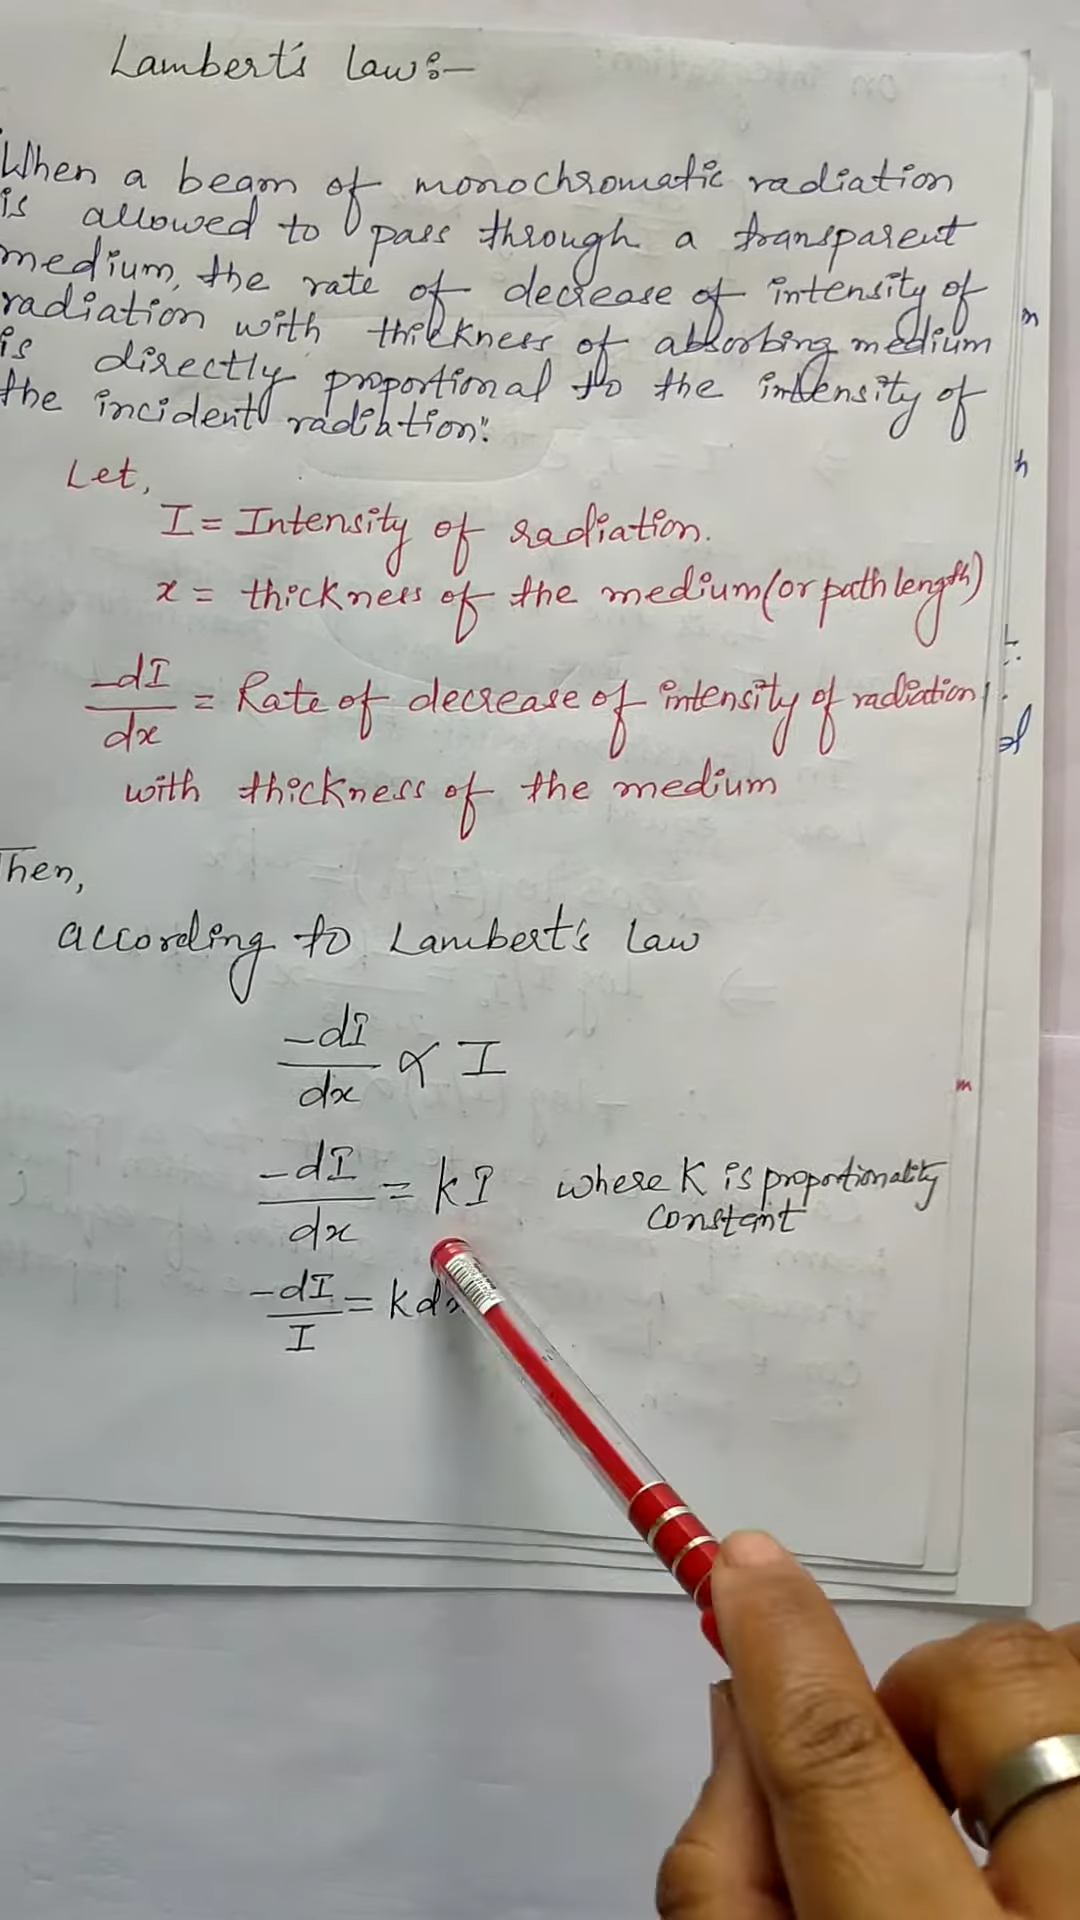 Lambert's law:-
When a beam of monochromatic radiation
is allowed to pass through a transparent
medium, the rate of decrease of intensity of
radiation with thickness of absorbing medium
is directly proportional to the intensity of
the incident radiation".
Let,
I = Intensity of radiation.
x = thickness of the medium (or path length)
-dI/dx = Rate of decrease of intensity of radiation
with thickness of the medium
Then,
according to Lambert's law
-dI/dx ∝ I
-dI/dx = kI where K is proportionality
constant
-dI/I = kd